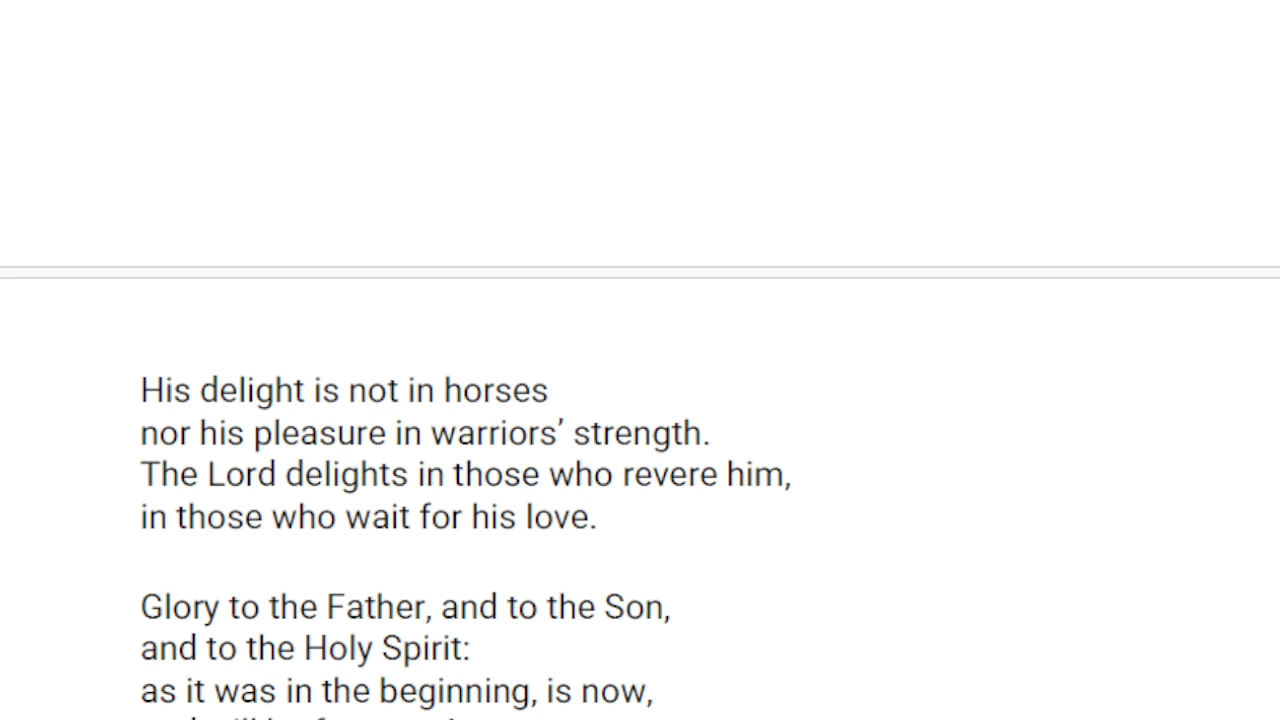 His delight is not in horses
nor his pleasure in warriors’ strength.
The Lord delights in those who revere him,
in those who wait for his love.
Glory to the Father, and to the Son,
and to the Holy Spirit:
as it was in the beginning, is now,